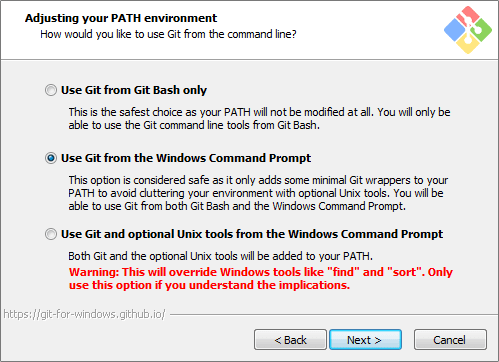 Adjusting your PATH environment
How would you like to use Git from the command line?
Use Git from Git Bash only
This is the safest choice as your PATH will not be modified at all. You will only be
able to use the Git command line tools from Git Bash.
Use Git from the Windows Command Prompt
This option is considered safe as it only adds some minimal Git wrappers to your
PATH to avoid cluttering your environment with optional Unix tools. You will be
able to use Git from both Git Bash and the Windows Command Prompt.
Use Git and optional Unix tools from the Windows Command Prompt
Both Git and the optional Unix tools will be added to your PATH.
Warning: This will override Windows tools like "find" and "sort". Only
use this option if you understand the implications.
https://git-for-windows.github.io/
< Back Next > Cancel